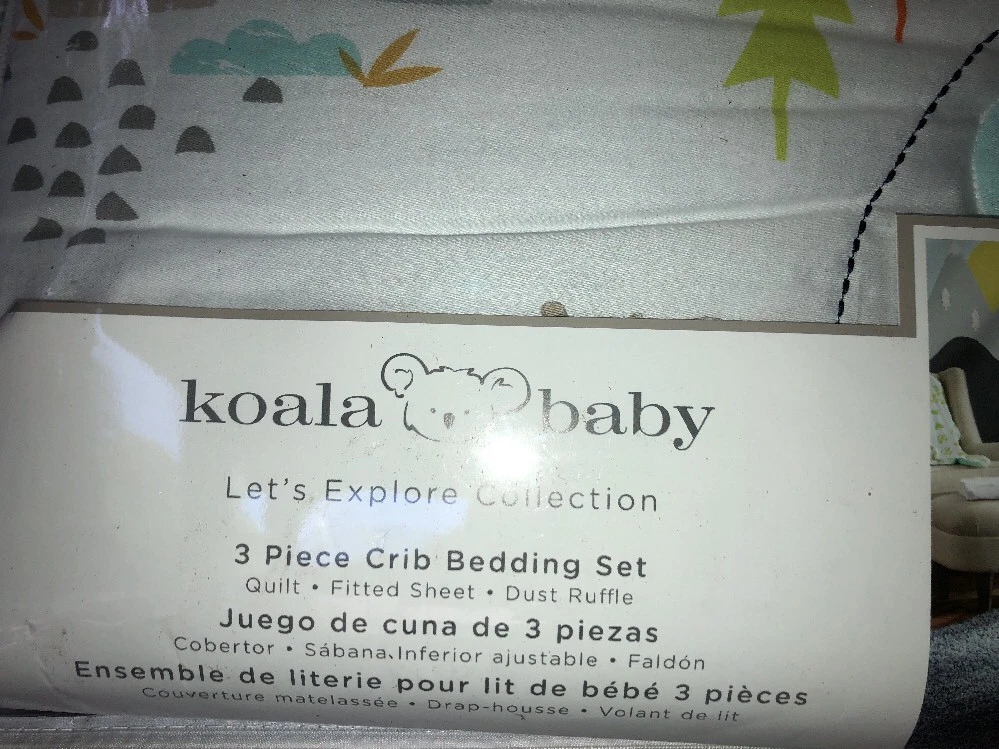 koala baby
Let's Explore Collection
3 Piece Crib Bedding Set
Quilt • Fitted Sheet • Dust Ruffle
Juego de cuna de 3 piezas
Cobertor • Sábana Inferior ajustable • Faldón
Ensemble de literie pour lit de bébé 3 pièces
Couverture matelassée • Drap-housse • Volant de lit